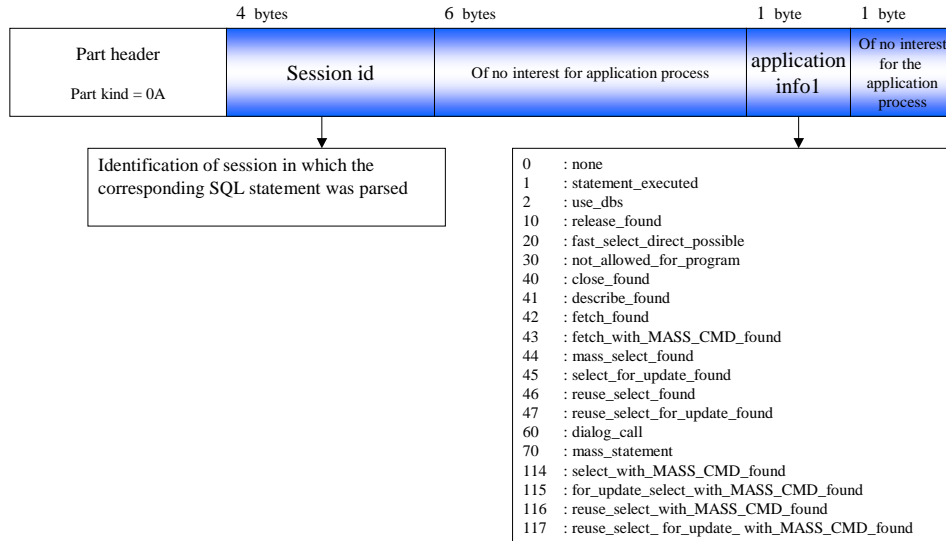 4 bytes
6 bytes
1 byte
1 byte
Part header
Part kind = 0A
Session id
Of no interest for application process
application
info1
Of no interest
for the
application
process
Identification of session in which the
corresponding SQL statement was parsed
0 : none
1 : statement_executed
2 : use_dbs
10 : release_found
20 : fast_select_direct_possible
30 : not_allowed_for_program
40 : close_found
41 : describe_found
42 : fetch_found
43 : fetch_with_MASS_CMD_found
44 : mass_select_found
45 : select_for_update_found
46 : reuse_select_found
47 : reuse_select_for_update_found
60 : dialog_call
70 : mass_statement
114 : select_with_MASS_CMD_found
115 : for_update_select_with_MASS_CMD_found
116 : reuse_select_with_MASS_CMD_found
117 : reuse_select_ for_update_ with_MASS_CMD_found